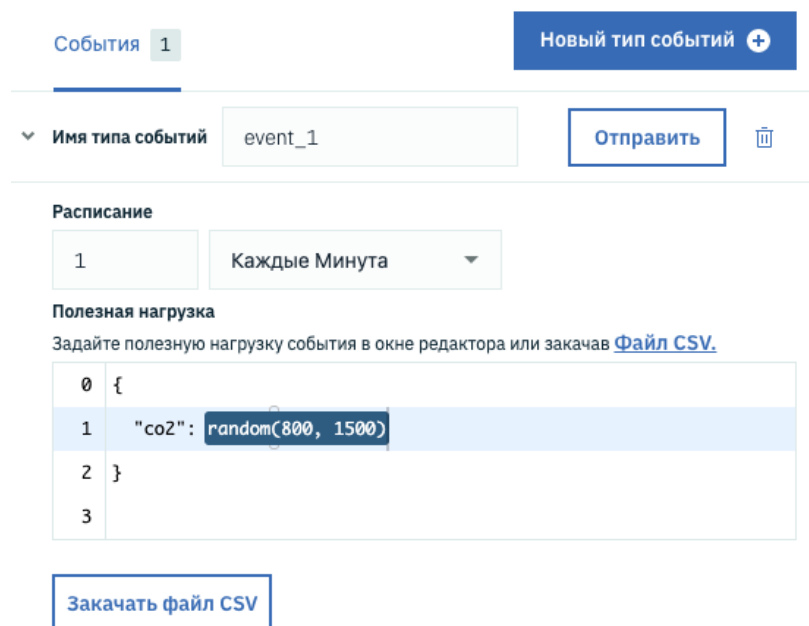 События 1
Новый тип событий
Имя типа событий event_1 Отправить
Расписание
1 Каждые Минута
Полезная нагрузка
Задайте полезную нагрузку события в окне редактора или закачав Файл CSV.
0 {
1 "co2": random(800, 1500)
2 }
3
Закачать файл CSV